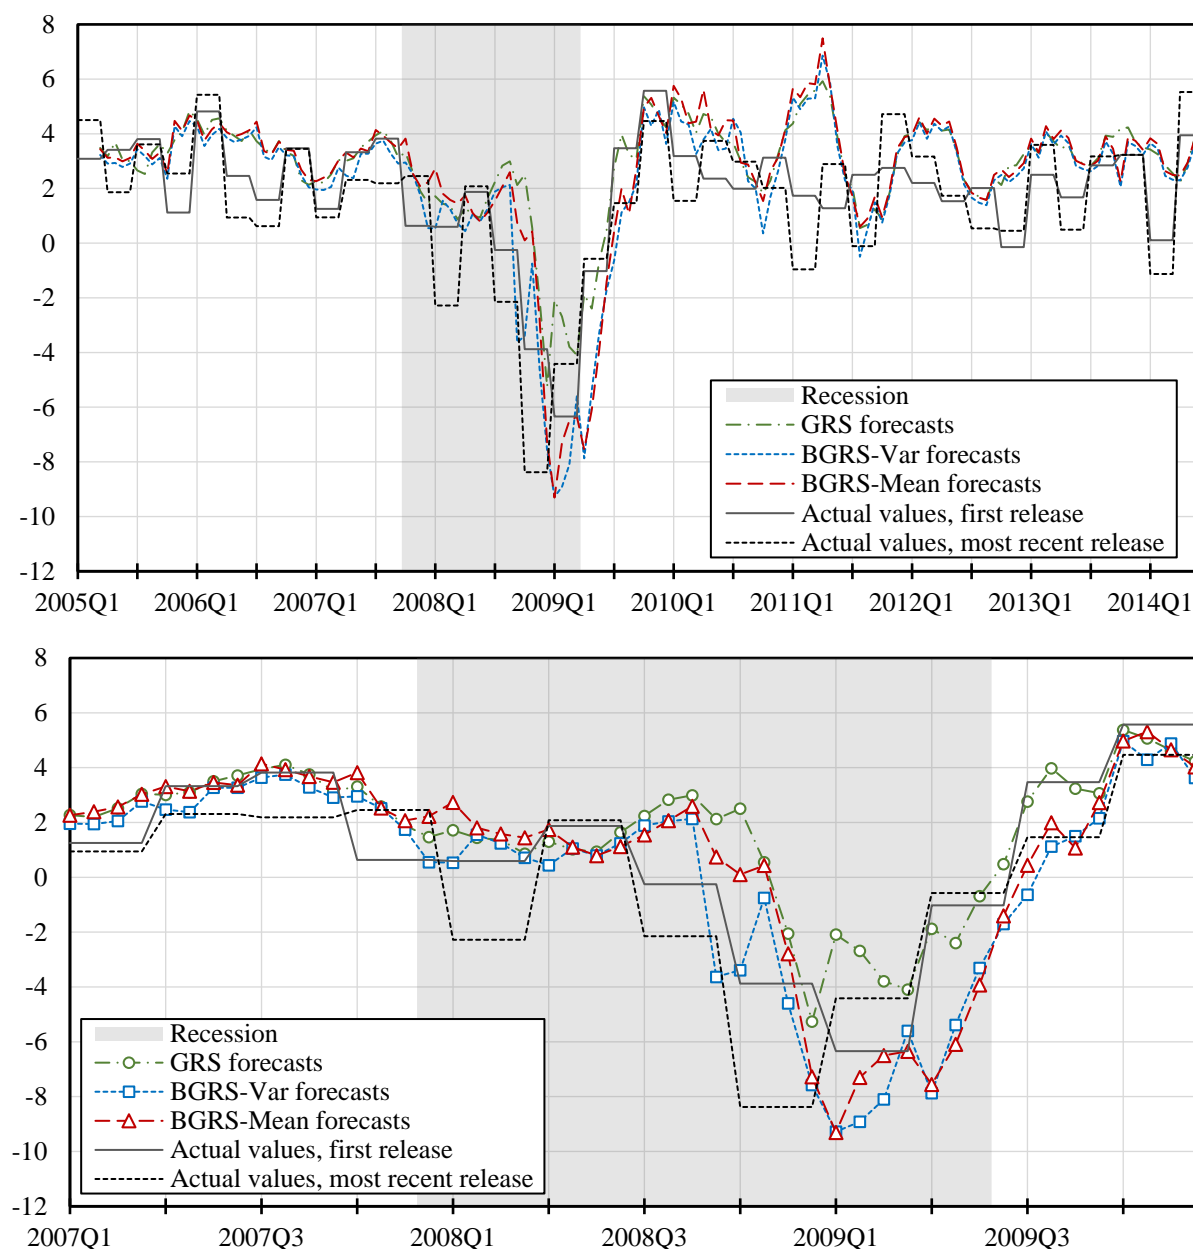 8
6
4
2
0
-2
-4
-6
-8
-10
-12
Recession
GRS forecasts
BGRS-Var forecasts
BGRS-Mean forecasts
Actual values, first release
Actual values, most recent release
2005Q1 2006Q1 2007Q1 2008Q1 2009Q1 2010Q1 2011Q1 2012Q1 2013Q1 2014Q1
8
6
4
2
0
-2
-4
-6
-8
-10
-12
Recession
GRS forecasts
BGRS-Var forecasts
BGRS-Mean forecasts
Actual values, first release
Actual values, most recent release
2007Q1 2007Q3 2008Q1 2008Q3 2009Q1 2009Q3